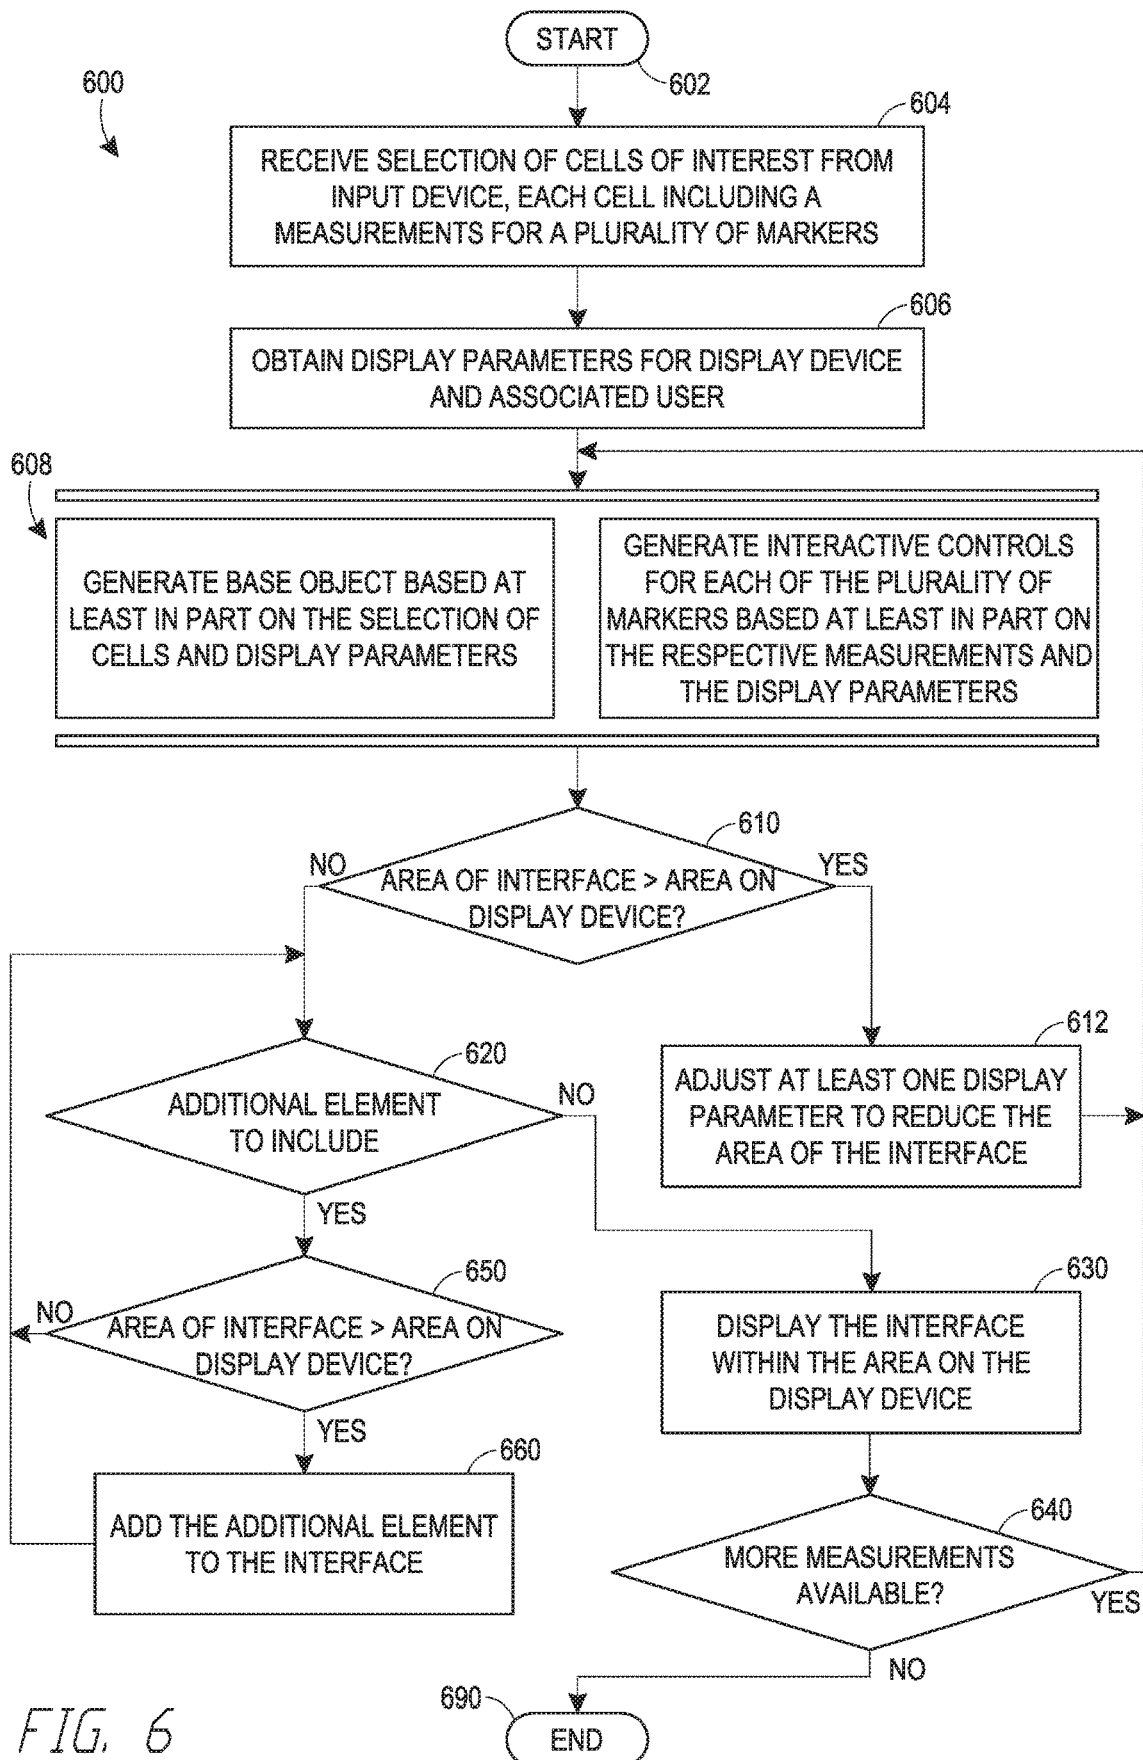 START
602
600
604
RECEIVE SELECTION OF CELLS OF INTEREST FROM
INPUT DEVICE, EACH CELL INCLUDING A
MEASUREMENTS FOR A PLURALITY OF MARKERS
606
OBTAIN DISPLAY PARAMETERS FOR DISPLAY DEVICE
AND ASSOCIATED USER
608
GENERATE BASE OBJECT BASED AT
LEAST IN PART ON THE SELECTION OF
CELLS AND DISPLAY PARAMETERS
GENERATE INTERACTIVE CONTROLS
FOR EACH OF THE PLURALITY OF
MARKERS BASED AT LEAST IN PART ON
THE RESPECTIVE MEASUREMENTS AND
THE DISPLAY PARAMETERS
610
NO
YES
AREA OF INTERFACE > AREA ON
DISPLAY DEVICE?
612
ADJUST AT LEAST ONE DISPLAY
PARAMETER TO REDUCE THE
AREA OF THE INTERFACE
620
NO
ADDITIONAL ELEMENT
TO INCLUDE
YES
650
NO
AREA OF INTERFACE > AREA ON
DISPLAY DEVICE?
YES
630
DISPLAY THE INTERFACE
WITHIN THE AREA ON THE
DISPLAY DEVICE
660
ADD THE ADDITIONAL ELEMENT
TO THE INTERFACE
640
MORE MEASUREMENTS
AVAILABLE?
YES
NO
690
END
FIG. 6